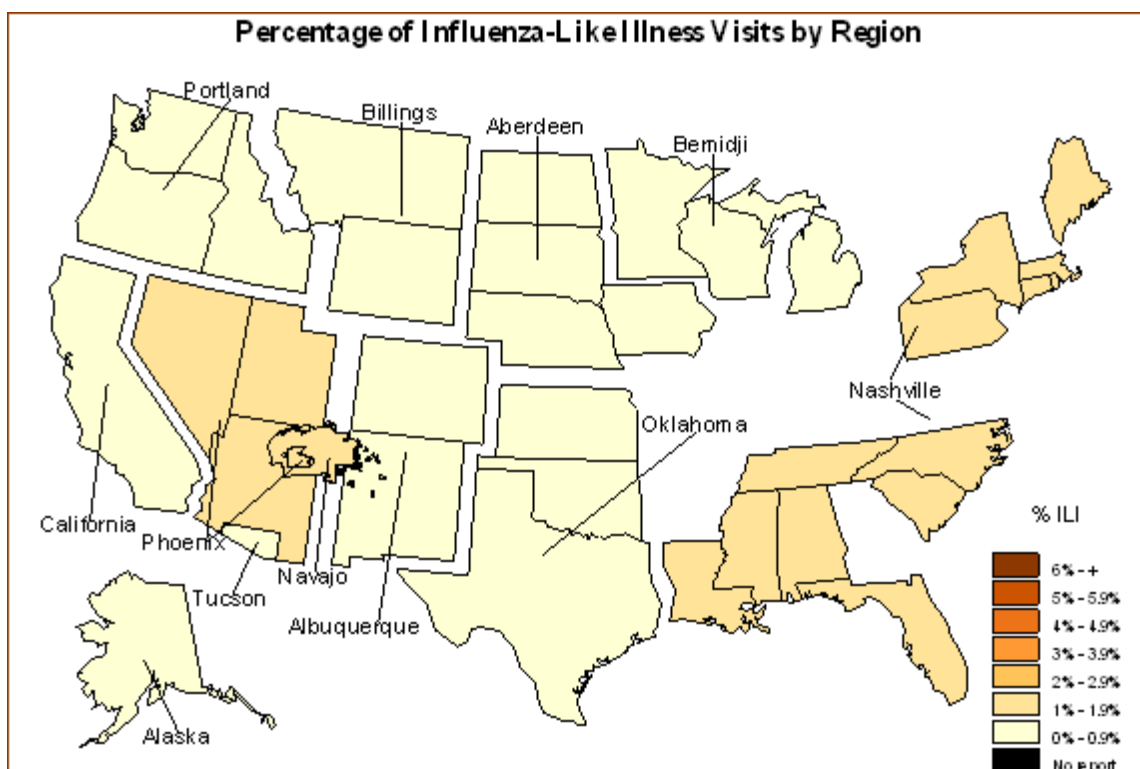 Percentage of Influenza-Like Illness Visits by Region
Portland
Billings
Aberdeen
Bemidji
Nashville
Oklahoma
California
Phoenix
Navajo
Tucson
Albuquerque
Alaska
% ILI
6% - +
5% - 5.9%
4% - 4.9%
3% - 3.9%
2% - 2.9%
1% - 1.9%
0% - 0.9%
No report